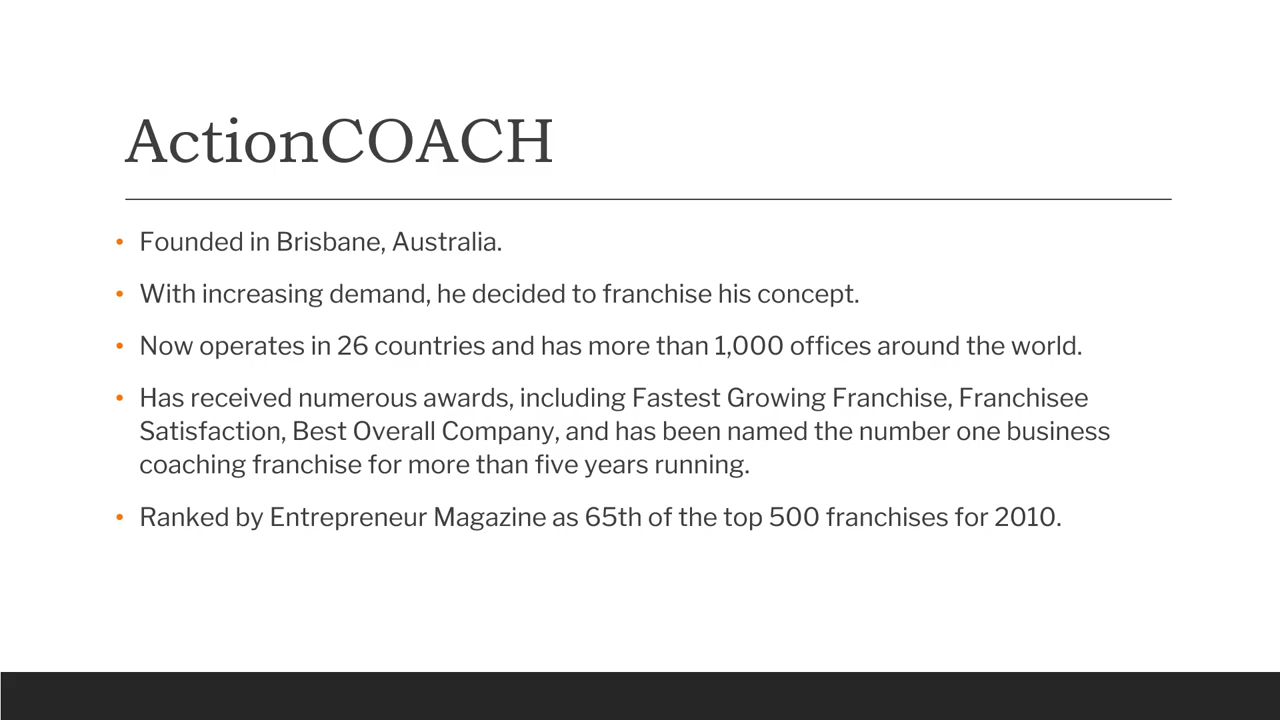 ActionCOACH
• Founded in Brisbane, Australia.
• With increasing demand, he decided to franchise his concept.
• Now operates in 26 countries and has more than 1,000 offices around the world.
• Has received numerous awards, including Fastest Growing Franchise, Franchisee
Satisfaction, Best Overall Company, and has been named the number one business
coaching franchise for more than five years running.
• Ranked by Entrepreneur Magazine as 65th of the top 500 franchises for 2010.